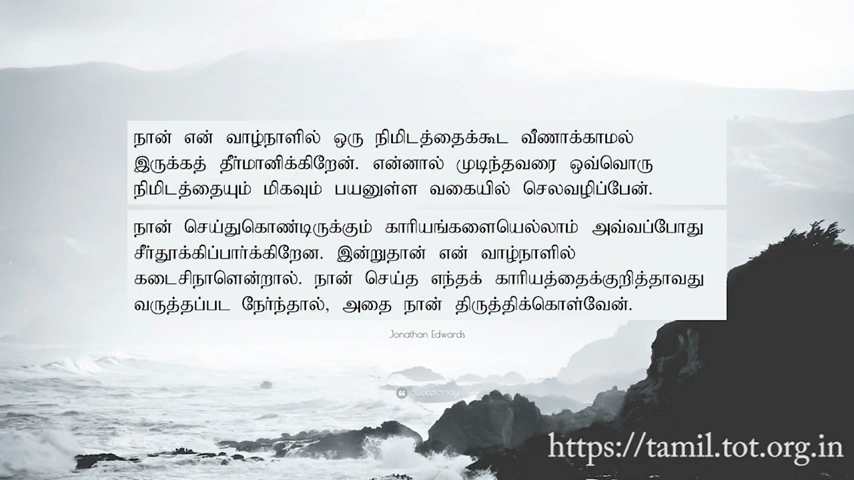 நான் என் வாழ்நாளில் ஒரு நிமிடத்தைக்கூட வீணாக்காமல்
இருக்கத் தீர்மானிக்கிறேன். என்னால் முடிந்தவரை ஒவ்வொரு
நிமிடத்தையும் மிகவும் பயனுள்ள வகையில் செலவழிப்பேன்.
நான் செய்துகொண்டிருக்கும் காரியங்களையெல்லாம் அவ்வப்போது
சீர்தூக்கிப்பார்க்கிறேன. இன்றுதான் என் வாழ்நாளில்
கடைசிநாளென்றால். நான் செய்த எந்தக் காரியத்தைக்குறித்தாவது
வருத்தப்பட நேர்ந்தால், அதை நான் திருத்திக்கொள்வேன்.
Jonathan Edwards
https://tamil.tot.org.in